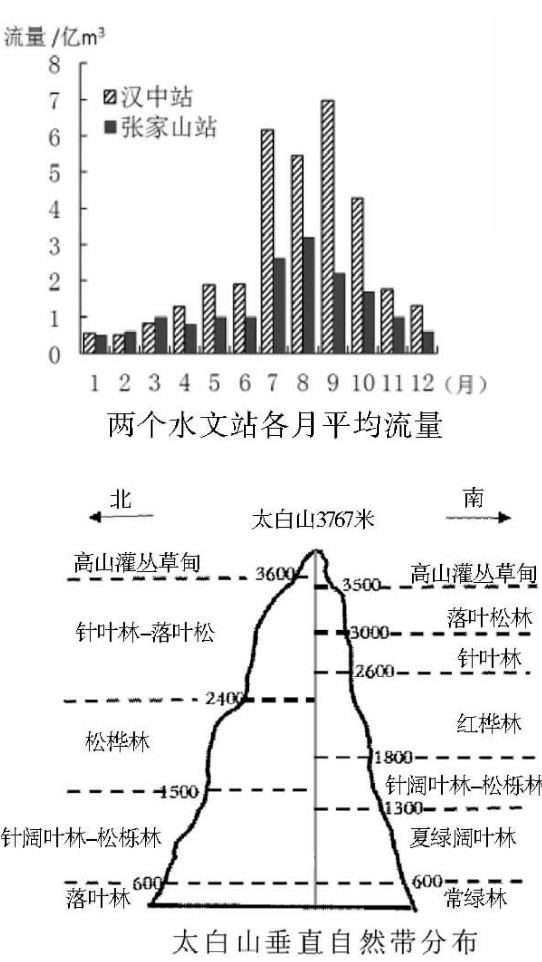 流量/亿m³
8
7
6
5
4
3
2
1
0
汉中站
张家山站
1 2 3 4 5 6 7 8 9 10 11 12 (月)
两个水文站各月平均流量
北 南
太白山3767米
高山灌丛草甸 3600 3500 高山灌丛草甸
针叶林-落叶松 落叶松林
3000
针叶林
2600
2400
红桦林
松桦林
1800
1500 针阔叶林-松栎林
1300
针阔叶林-松栎林 夏绿阔叶林
600 600
落叶林 常绿林
太白山垂直自然带分布